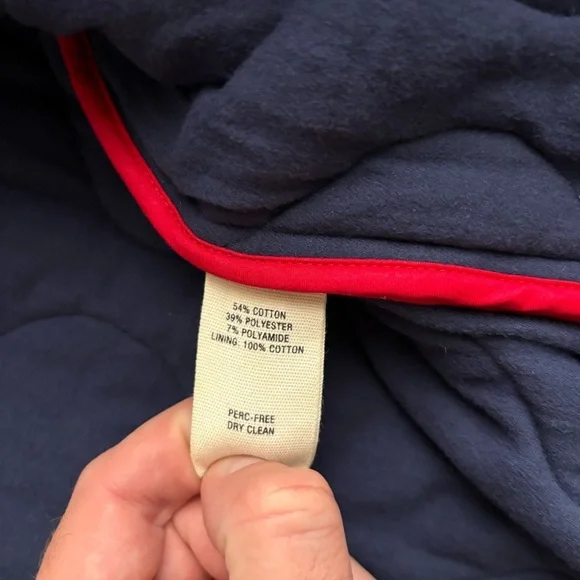 54% COTTON
39% POLYESTER
7% POLYAMIDE
LINING: 100% COTTON
PERC-FREE
DRY CLEAN